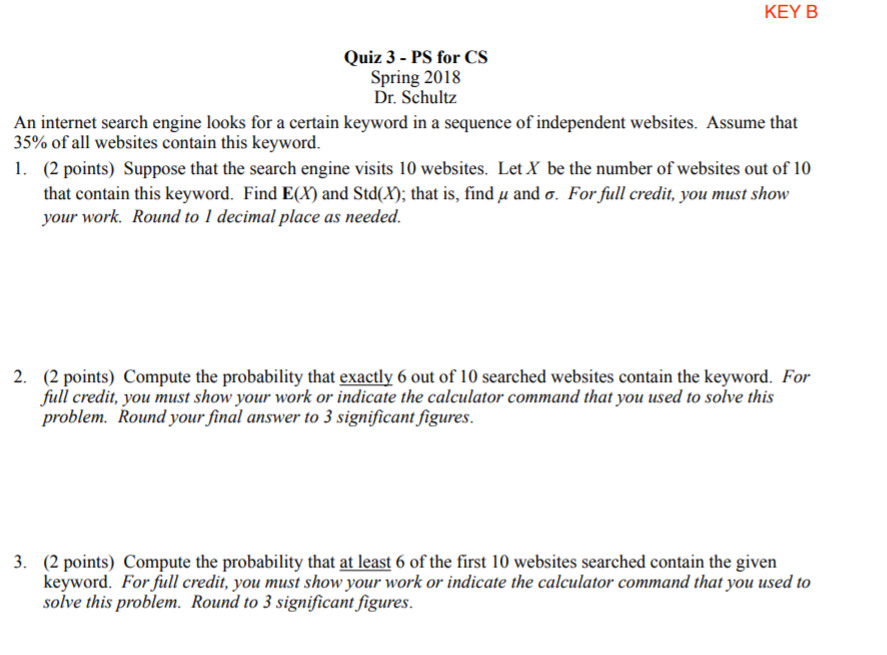 KEY B
Quiz 3 - PS for CS
Spring 2018
Dr. Schultz
An internet search engine looks for a certain keyword in a sequence of independent websites. Assume that
35% of all websites contain this keyword.
1. (2 points) Suppose that the search engine visits 10 websites. Let X be the number of websites out of 10
that contain this keyword. Find E(X) and Std(X); that is, find μ and σ. For full credit, you must show
your work. Round to 1 decimal place as needed.
2. (2 points) Compute the probability that exactly 6 out of 10 searched websites contain the keyword. For
full credit, you must show your work or indicate the calculator command that you used to solve this
problem. Round your final answer to 3 significant figures.
3. (2 points) Compute the probability that at least 6 of the first 10 websites searched contain the given
keyword. For full credit, you must show your work or indicate the calculator command that you used to
solve this problem. Round to 3 significant figures.